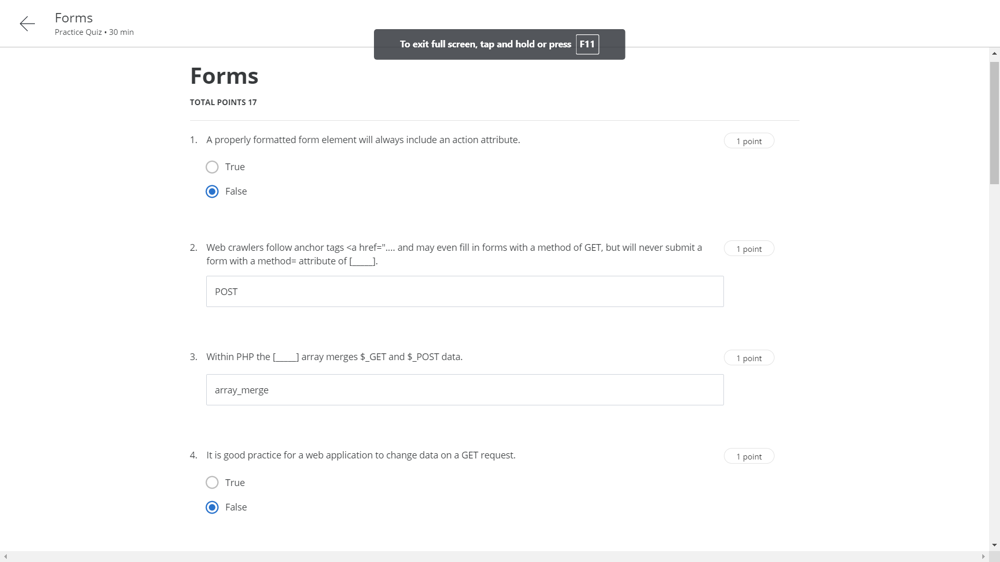 Forms
Practice Quiz • 30 min
To exit full screen, tap and hold or press F11
Forms
TOTAL POINTS 17
1. A properly formatted form element will always include an action attribute.
1 point
True
False
2. Web crawlers follow anchor tags <a href=".... and may even fill in forms with a method of GET, but will never submit a
form with a method= attribute of [_____].
1 point
POST
3. Within PHP the [_____] array merges $_GET and $_POST data.
1 point
array_merge
4. It is good practice for a web application to change data on a GET request.
1 point
True
False